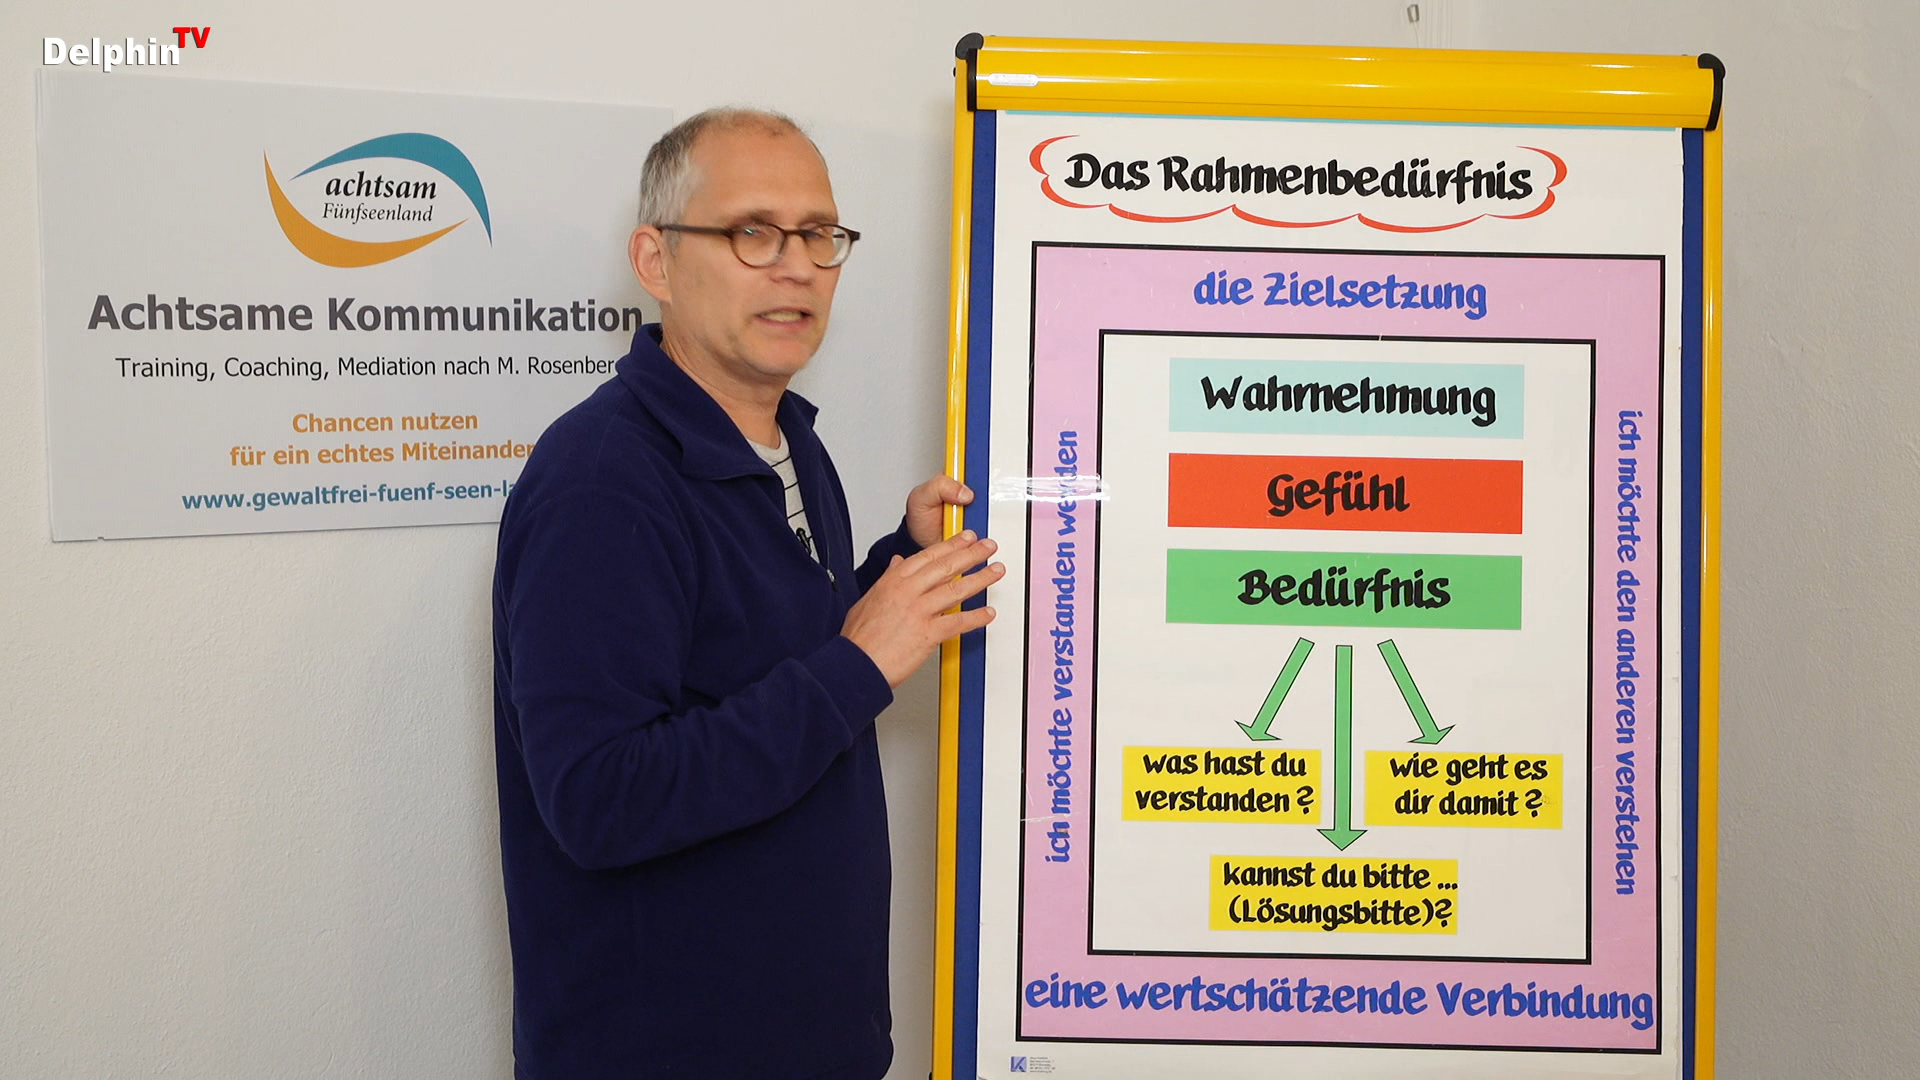 DelphinTV
achtsam
Fünfseenland
Achtsame Kommunikation
Training, Coaching, Mediation nach M.
Chancen nutzen
für ein echtes Miteinander
www.gewaltfrei-fuenf-seen-la
Das Rahmenbedürfnis
die Zielsetzung
ich möchte verstanden werden
Wahrnehmung
Gefühl
Bedürfnis
was hast du
verstanden ?
wie geht es
dir damit ?
kannst du bitte ...
(Lösungsbitte)?
ich möchte den anderen verstehen
eine wertschätzende Verbindung